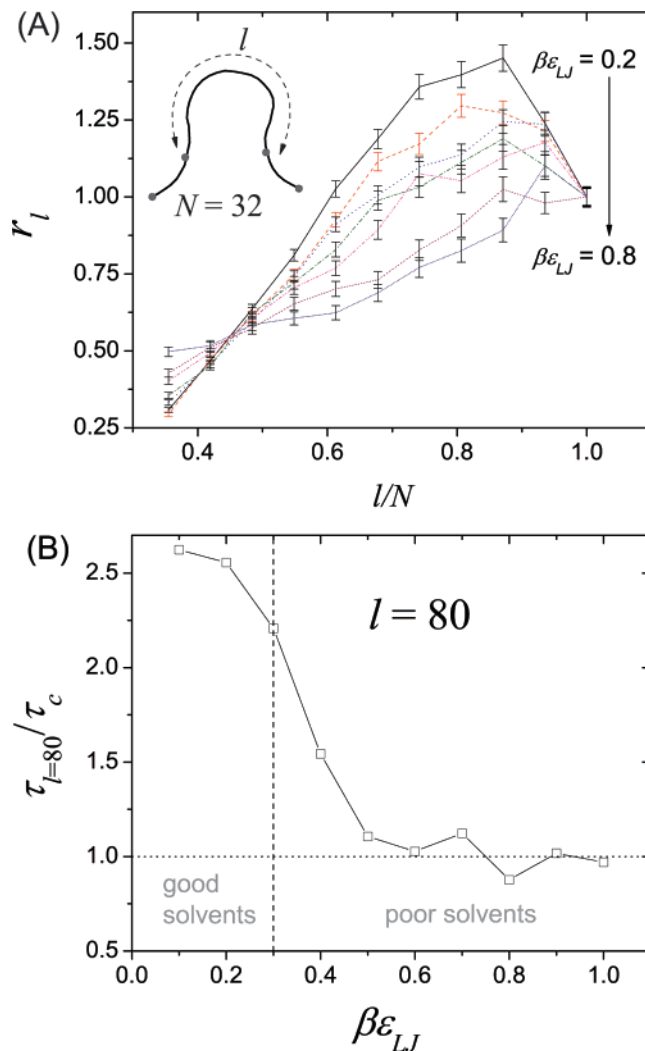 (A)
1.50
1.25
1.00
0.75
0.50
0.25
r_l
l
N = 32
βε_LJ = 0.2
βε_LJ = 0.8
0.4 0.6 0.8 1.0
l/N
(B)
2.5
2.0
1.5
1.0
0.5
τ_l=80/τ_c
l = 80
good
solvents
poor solvents
0.0 0.2 0.4 0.6 0.8 1.0
βε_LJ